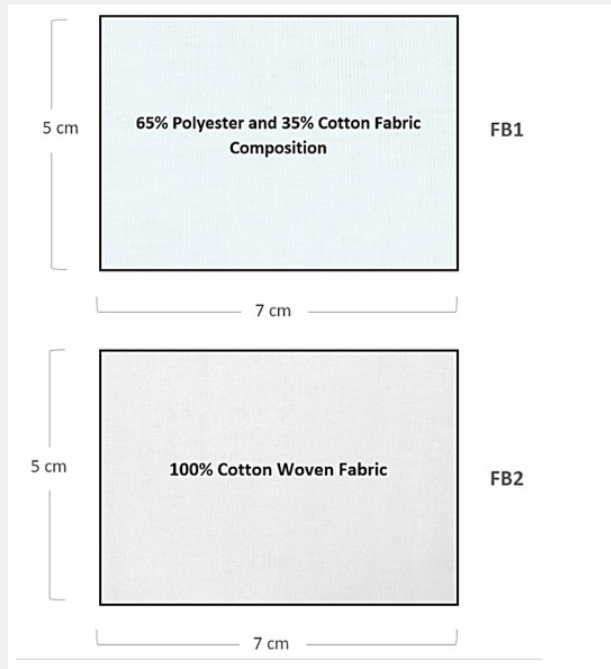 65% Polyester and 35% Cotton Fabric
Composition
5 cm
FB1
7 cm
100% Cotton Woven Fabric
5 cm
FB2
7 cm